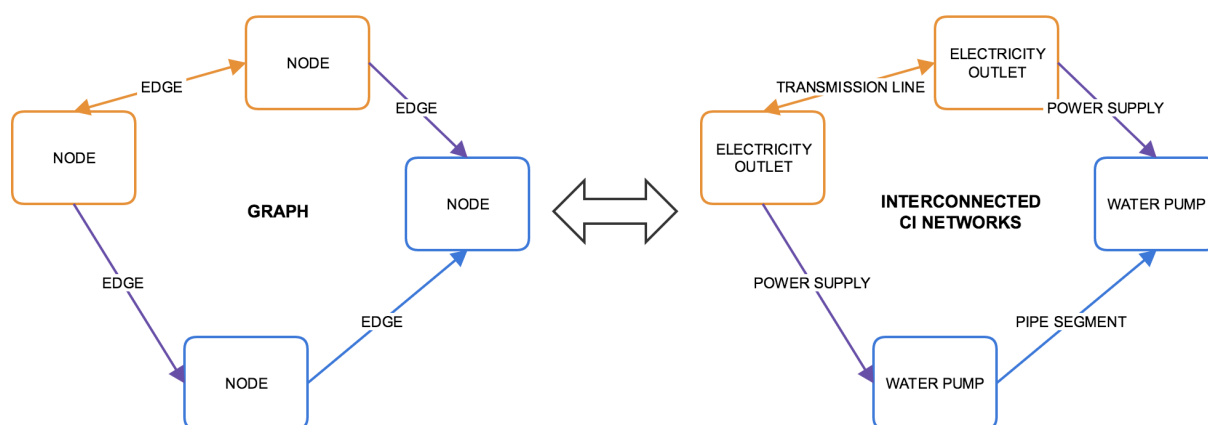 NODE
EDGE
EDGE
NODE
NODE
GRAPH
EDGE
EDGE
NODE
ELECTRICITY
OUTLET
TRANSMISSION LINE
POWER SUPPLY
ELECTRICITY
OUTLET
INTERCONNECTED
CI NETWORKS
WATER PUMP
POWER SUPPLY
PIPE SEGMENT
WATER PUMP